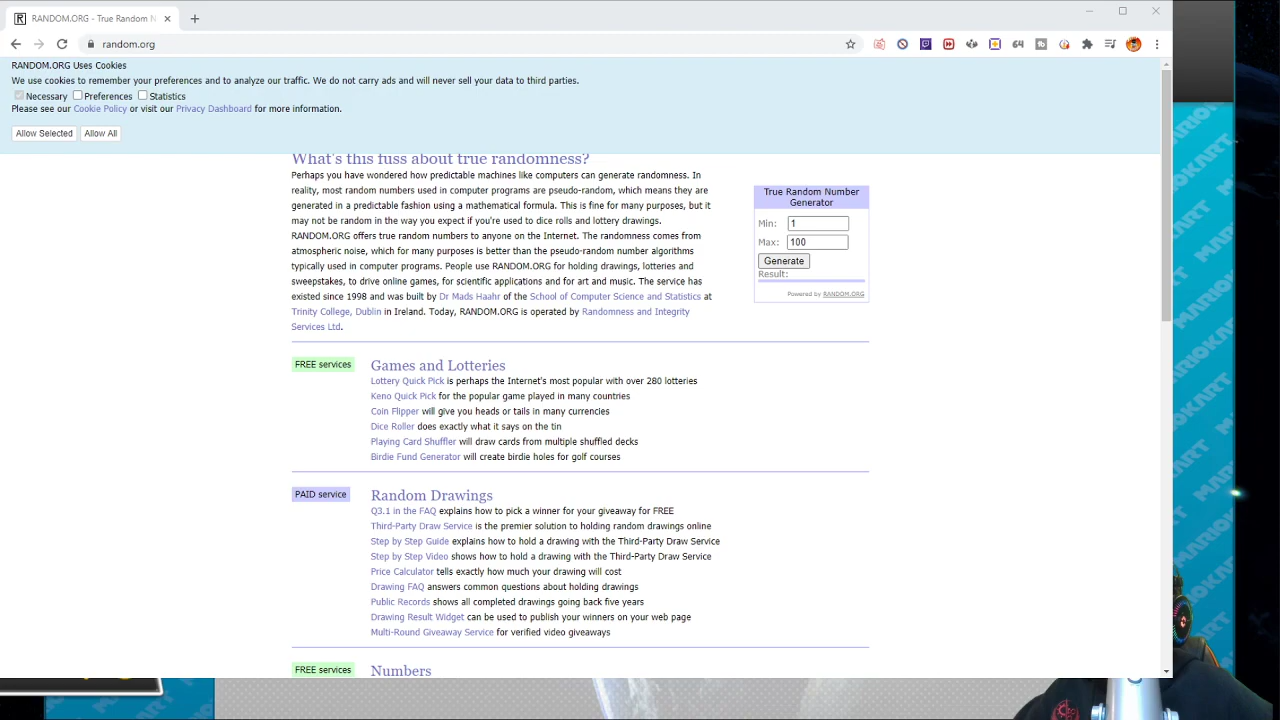 RANDOM.ORG - True Random N
random.org
RANDOM.ORG Uses Cookies
We use cookies to remember your preferences and to analyze our traffic. We do not carry ads and will never sell your data to third parties.
Necessary Preferences Statistics
Please see our Cookie Policy or visit our Privacy Dashboard for more information.
Allow Selected Allow All
What's this fuss about true randomness?
Perhaps you have wondered how predictable machines like computers can generate randomness. In
reality, most random numbers used in computer programs are pseudo-random, which means they are
generated in a predictable fashion using a mathematical formula. This is fine for many purposes, but it
may not be random in the way you expect if you're used to dice rolls and lottery drawings.
RANDOM.ORG offers true random numbers to anyone on the Internet. The randomness comes from
atmospheric noise, which for many purposes is better than the pseudo-random number algorithms
typically used in computer programs. People use RANDOM.ORG for holding drawings, lotteries and
sweepstakes, to drive online games, for scientific applications and for art and music. The service has
existed since 1998 and was built by Dr Mads Haahr of the School of Computer Science and Statistics at
Trinity College, Dublin in Ireland. Today, RANDOM.ORG is operated by Randomness and Integrity
Services Ltd.
True Random Number
Generator
Min: 1
Max: 100
Generate
Result:
Powered by RANDOM.ORG
FREE services
Games and Lotteries
Lottery Quick Pick is perhaps the Internet's most popular with over 280 lotteries
Keno Quick Pick for the popular game played in many countries
Coin Flipper will give you heads or tails in many currencies
Dice Roller does exactly what it says on the tin
Playing Card Shuffler will draw cards from multiple shuffled decks
Birdie Fund Generator will create birdie holes for golf courses
PAID service
Random Drawings
Q3.1 in the FAQ explains how to pick a winner for your giveaway for FREE
Third-Party Draw Service is the premier solution to holding random drawings online
Step by Step Guide explains how to hold a drawing with the Third-Party Draw Service
Step by Step Video shows how to hold a drawing with the Third-Party Draw Service
Price Calculator tells exactly how much your drawing will cost
Drawing FAQ answers common questions about holding drawings
Public Records shows all completed drawings going back five years
Drawing Result Widget can be used to publish your winners on your web page
Multi-Round Giveaway Service for verified video giveaways
FREE services
Numbers
MARIOKART
MARIOKART
MARIOKART